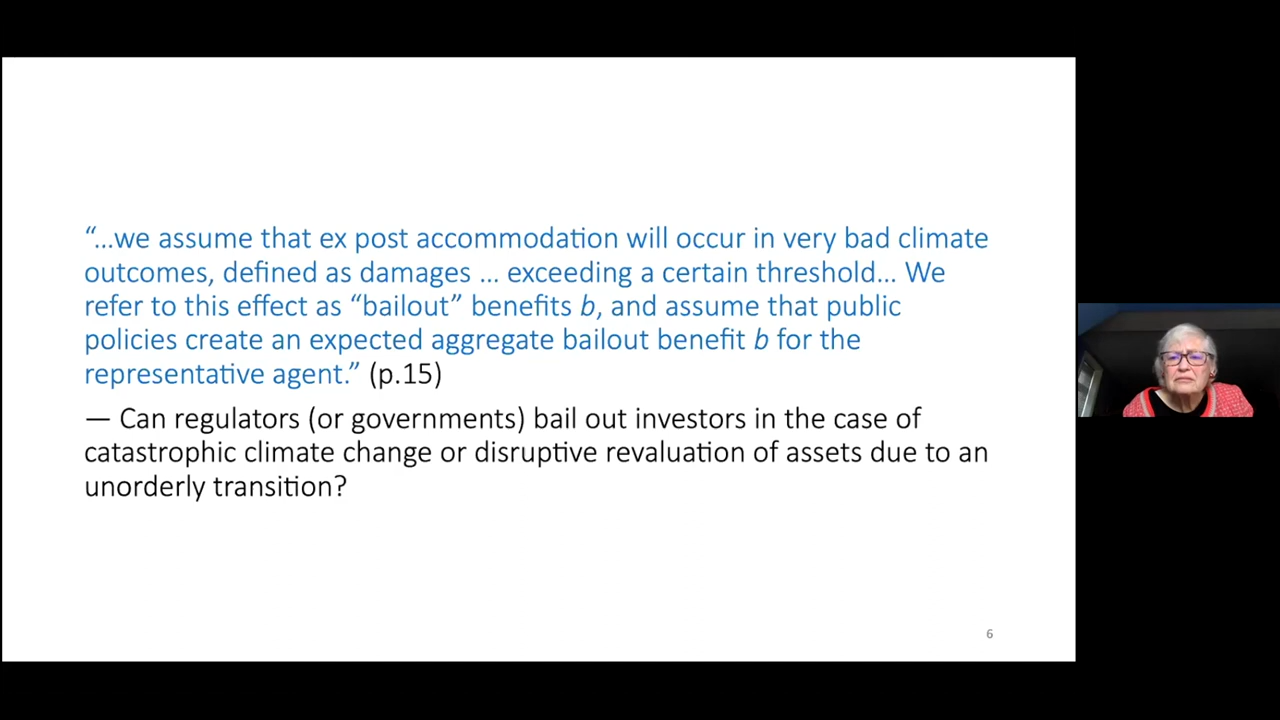 “…we assume that ex post accommodation will occur in very bad climate
outcomes, defined as damages … exceeding a certain threshold… We
refer to this effect as “bailout” benefits b, and assume that public
policies create an expected aggregate bailout benefit b for the
representative agent.” (p.15)
— Can regulators (or governments) bail out investors in the case of
catastrophic climate change or disruptive revaluation of assets due to an
unorderly transition?
6